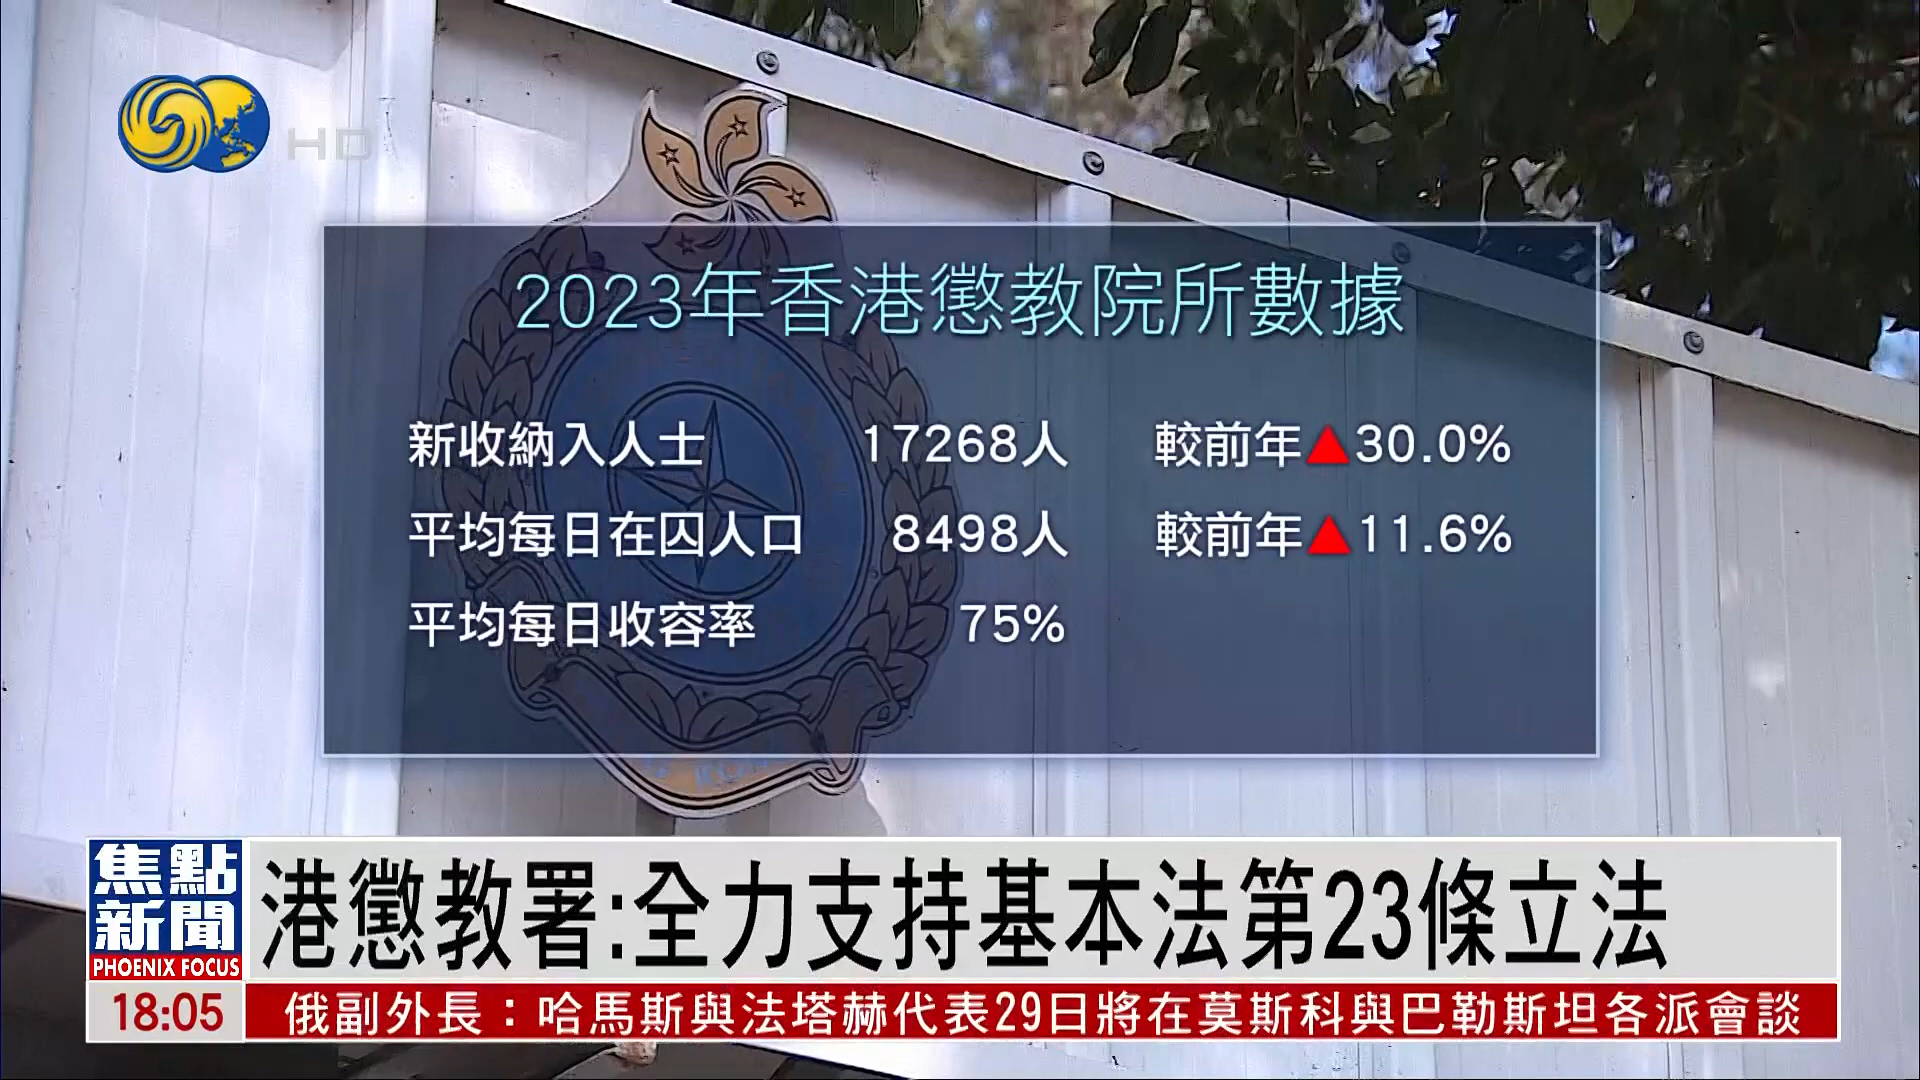 HD
2023年香港懲教院所數據
新收納入人士 17268人 較前年▲30.0%
平均每日在囚人口 8498人 較前年▲11.6%
平均每日收容率 75%
焦點
新聞
PHOENIX FOCUS
港懲教署:全力支持基本法第23條立法
18:05
俄副外長：哈馬斯與法塔赫代表29日將在莫斯科與巴勒斯坦各派會談